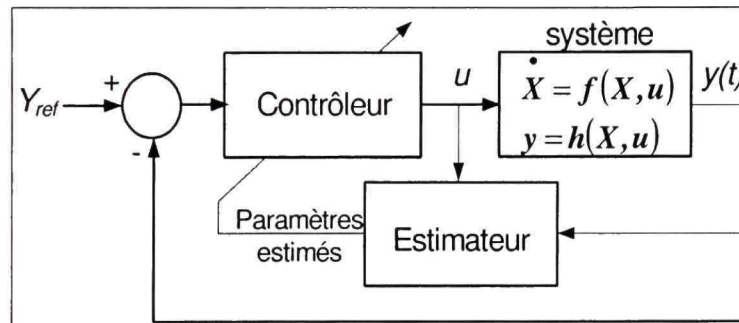 système
Y_ref
+
-
Contrôleur
u
Ẋ = f(X,u)
y = h(X,u)
y(t)
Paramètres
estimés
Estimateur